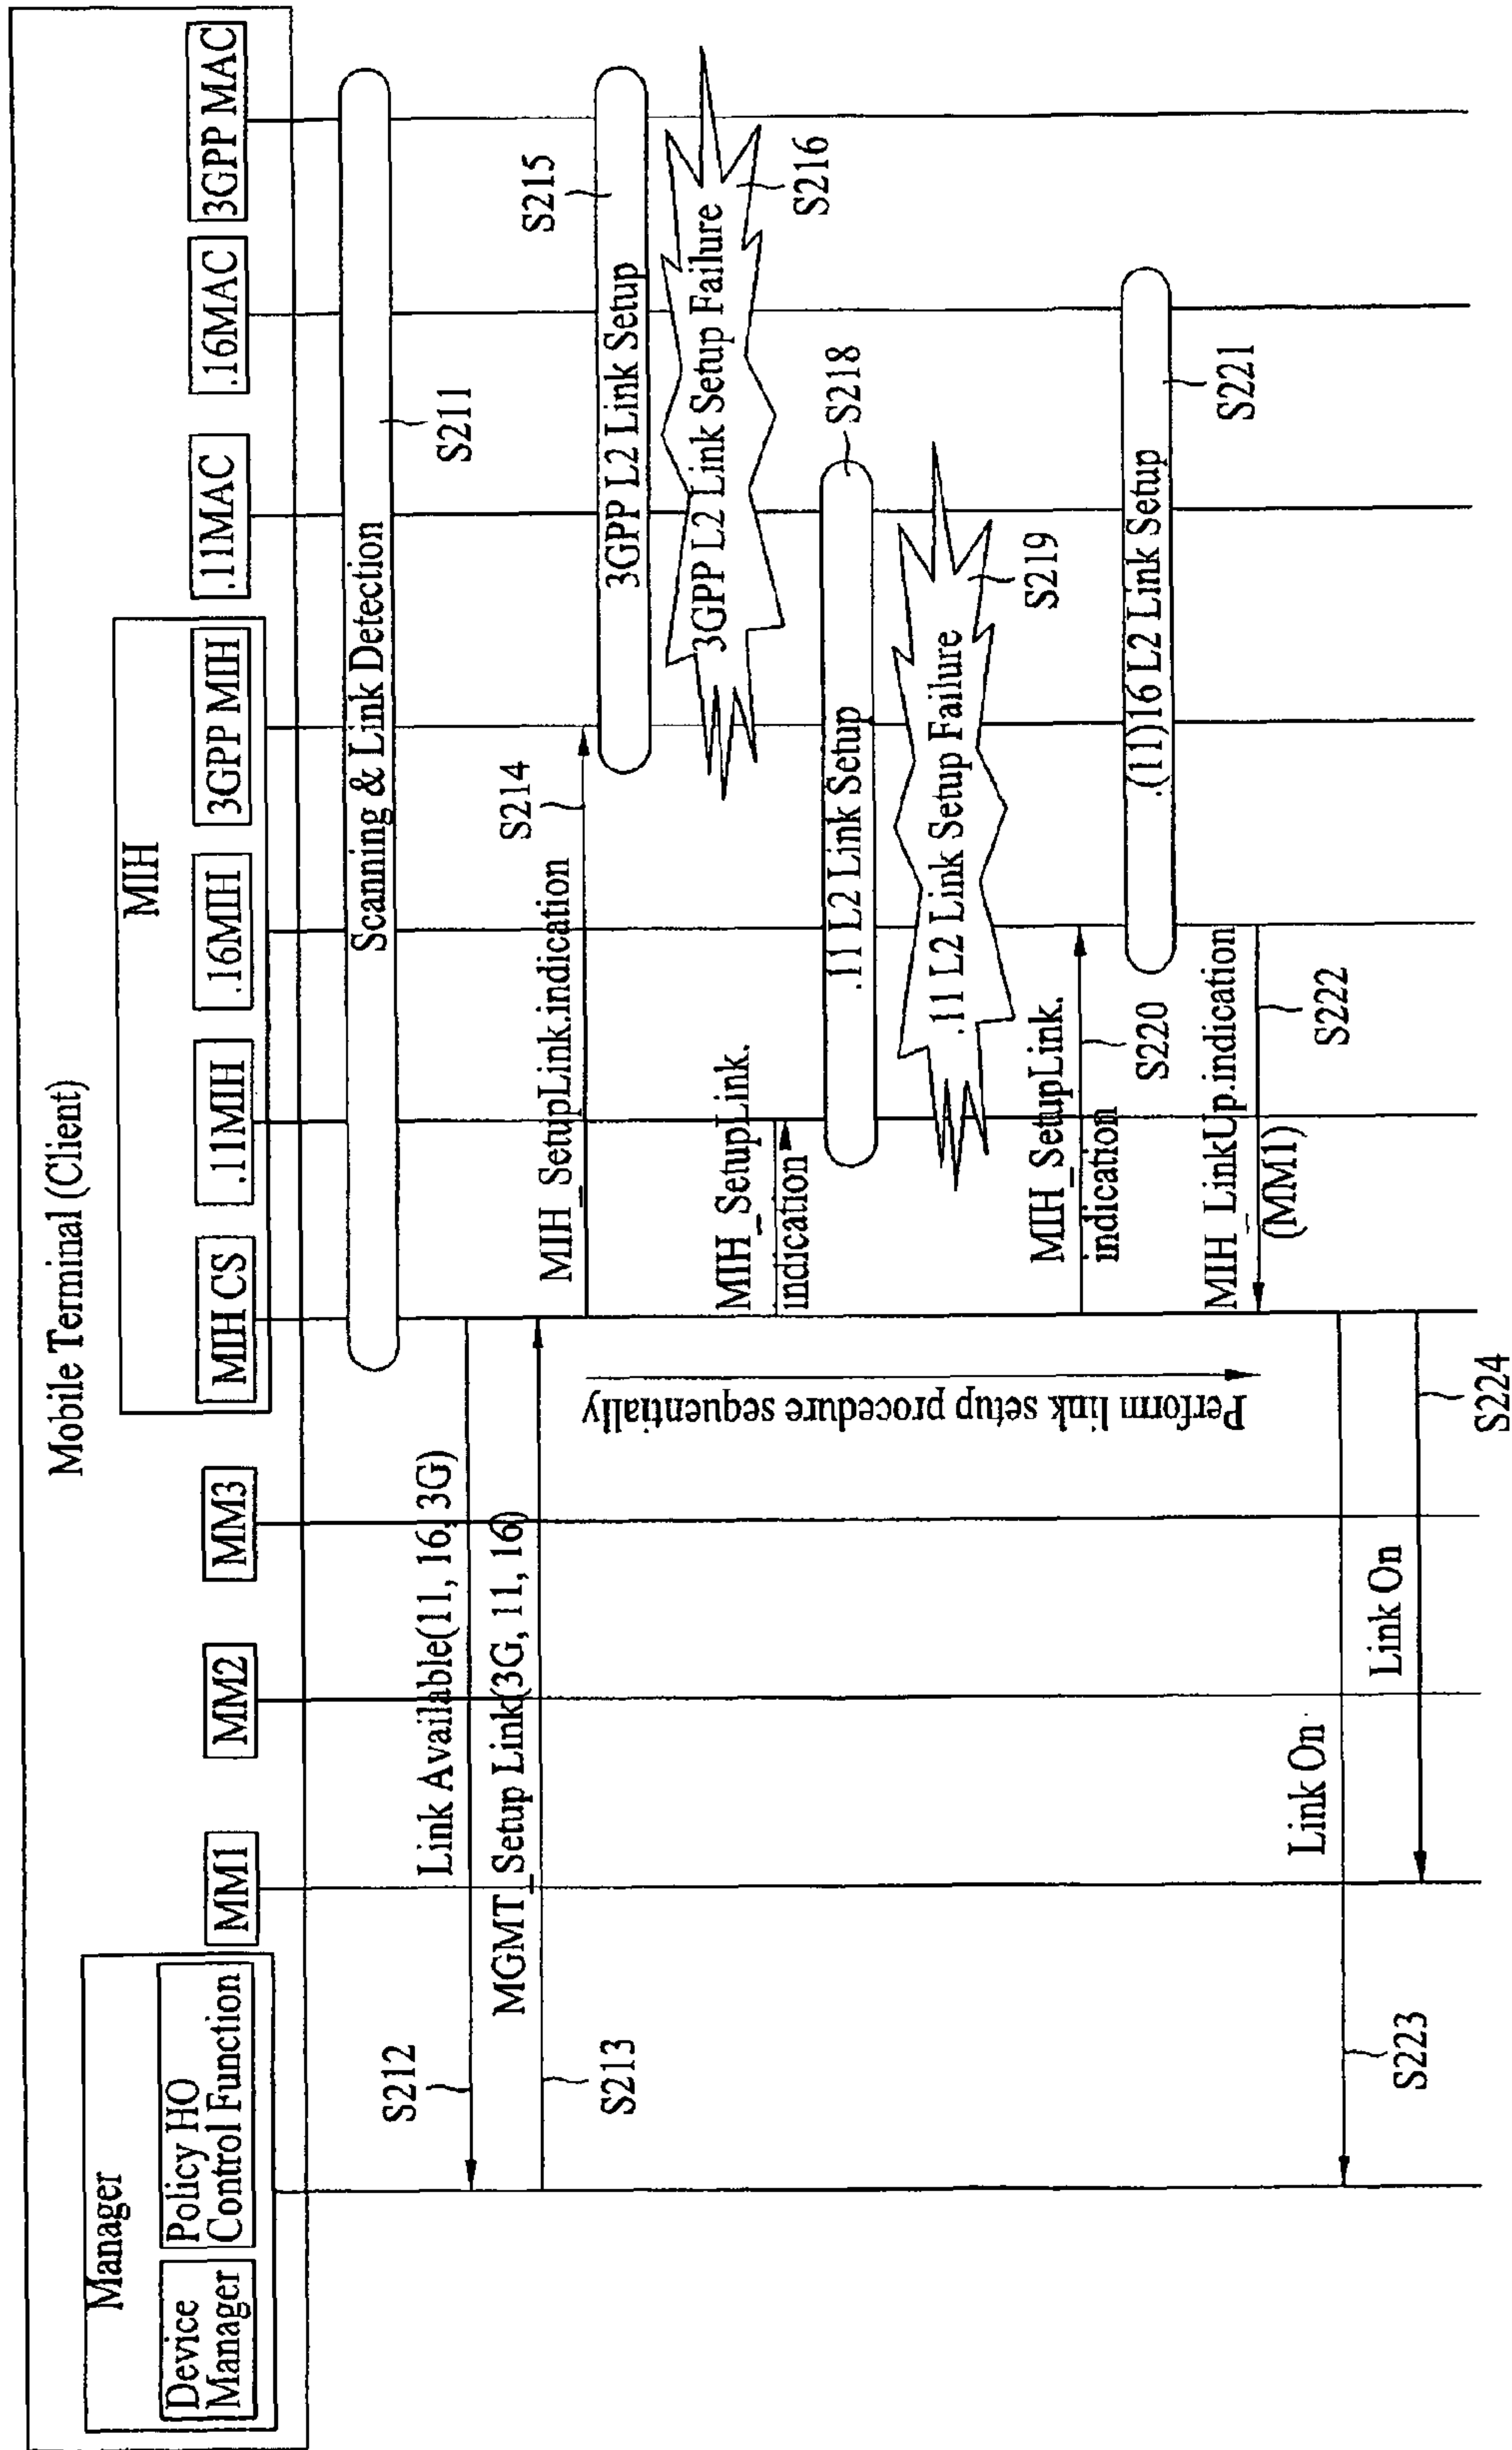 Mobile Terminal (Client)
Manager
Device
Manager
Policy HO
Control Function
MM1
MM2
MM3
MIH
MIH CS
.11MIH
.16MIH
3GPP MIH
.11MAC
.16MAC
3GPP MAC
Scanning & Link Detection
S211
Link Available(11, 16, 3G)
S212
MGMT_Setup Link(3G, 11, 16)
S213
MIH_SetupLink.indication
S214
3GPP L2 Link Setup
S215
3GPP L2 Link Setup Failure
S216
Perform link setup procedure sequentially
MIH_SetupLink.
indication
.11 L2 Link Setup
S218
.11 L2 Link Setup Failure
S219
MIH_SetupLink.
indication
S220
.(11)16 L2 Link Setup
S221
MIH_LinkUp.indication
(MM1)
S222
Link On
S223
Link On
S224